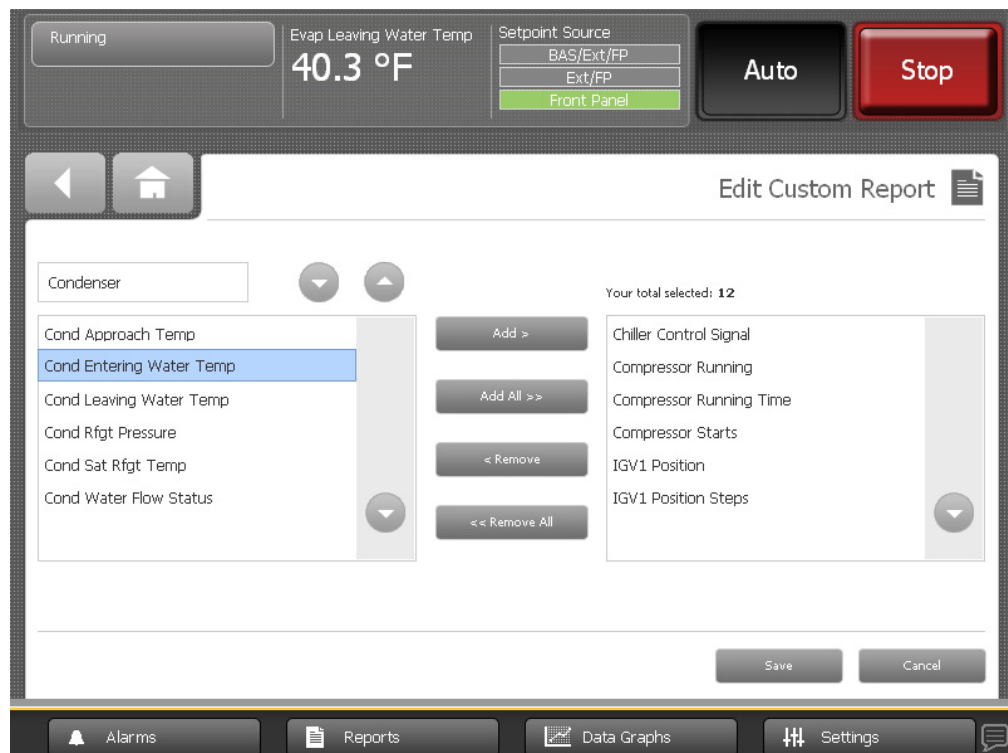 Running
Evap Leaving Water Temp
40.3 °F
Setpoint Source
BAS/Ext/FP
Ext/FP
Front Panel
Auto
Stop
Edit Custom Report
Condenser
Your total selected: 12
Cond Approach Temp
Cond Entering Water Temp
Cond Leaving Water Temp
Cond Rfgt Pressure
Cond Sat Rfgt Temp
Cond Water Flow Status
Add >
Add All >>
< Remove
<< Remove All
Chiller Control Signal
Compressor Running
Compressor Running Time
Compressor Starts
IGV1 Position
IGV1 Position Steps
Save
Cancel
Alarms
Reports
Data Graphs
Settings